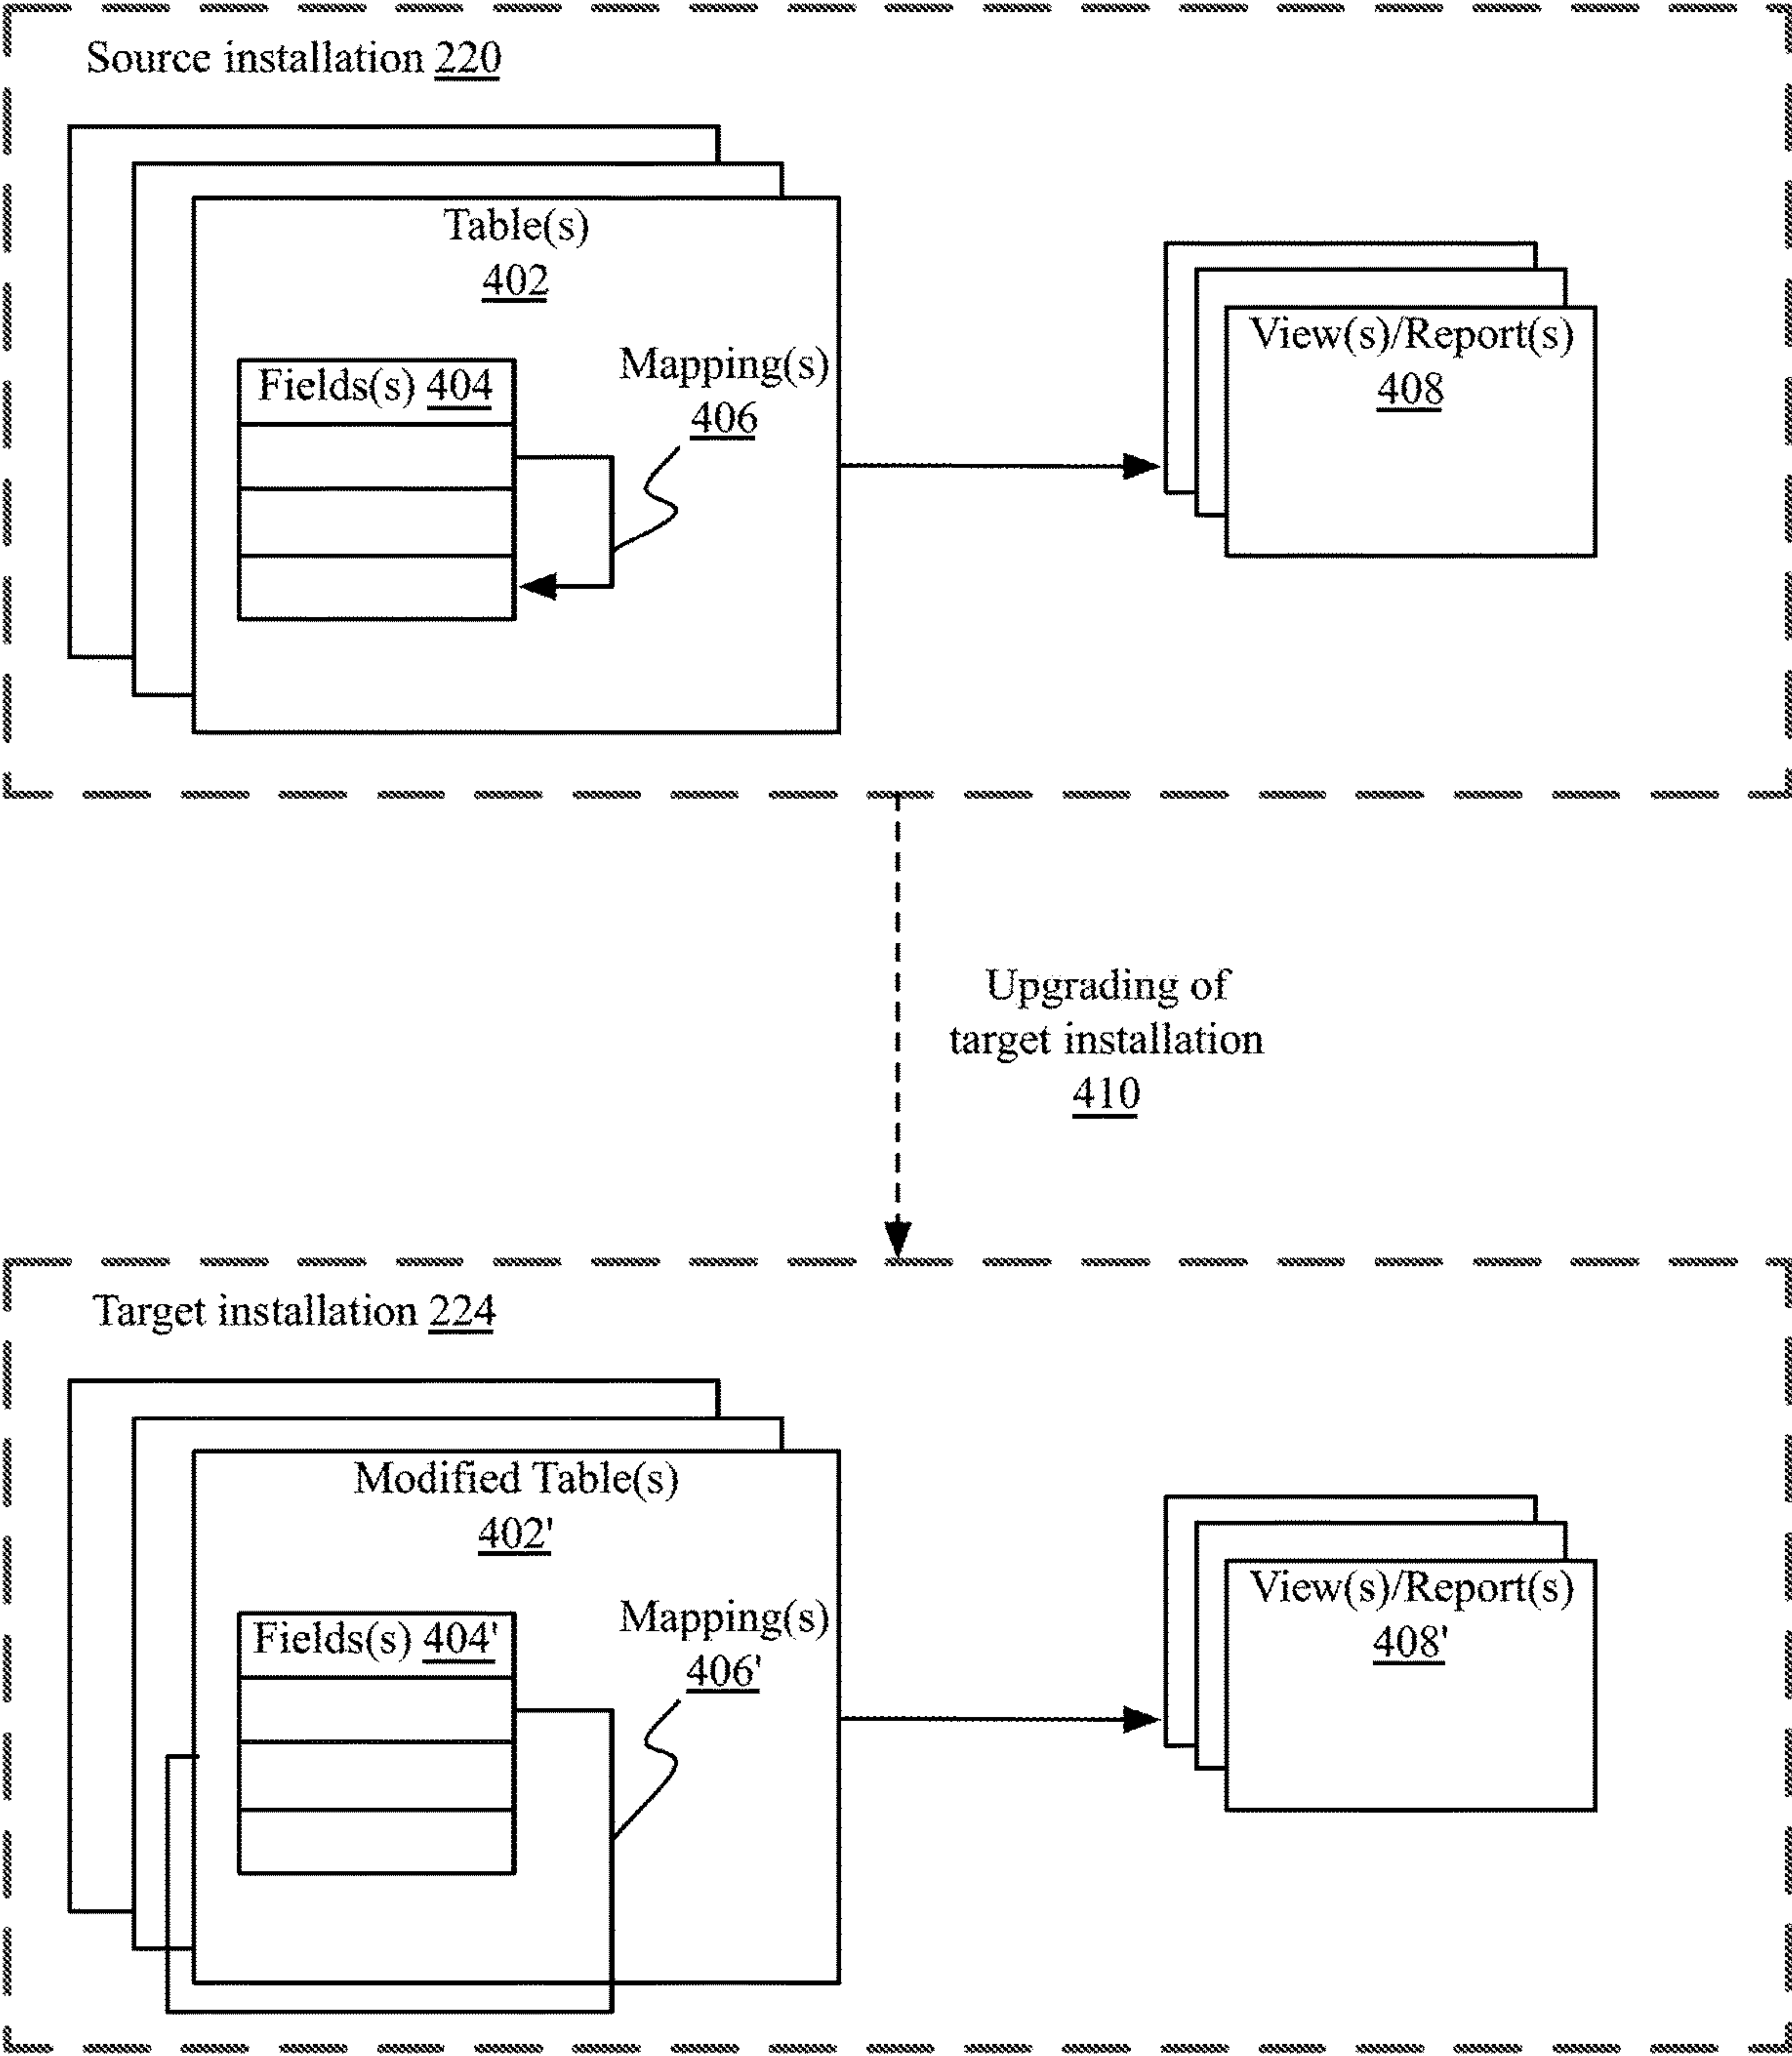 Source installation 220
Table(s)
402
Fields(s) 404
Mapping(s)
406
View(s)/Report(s)
408
Upgrading of
target installation
410
Target installation 224
Modified Table(s)
402'
Fields(s) 404'
Mapping(s)
406'
View(s)/Report(s)
408'